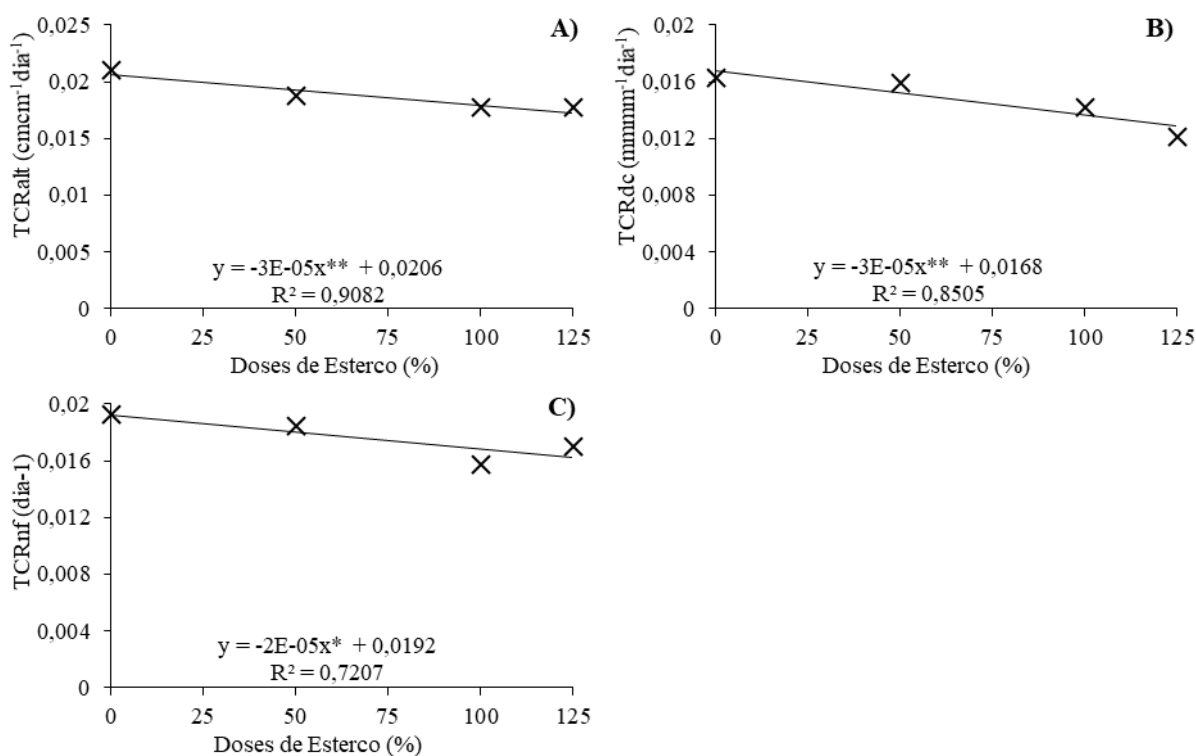 A)
TCRalt (cmcm⁻¹dia⁻¹)
0,025
0,02
0,015
0,01
0,005
0
y = -3E-05x** + 0,0206
R² = 0,9082
0 25 50 75 100 125
Doses de Esterco (%)
B)
TCRdc (mmmm⁻¹dia⁻¹)
0,02
0,016
0,012
0,008
0,004
0
y = -3E-05x** + 0,0168
R² = 0,8505
0 25 50 75 100 125
Doses de Esterco (%)
C)
TCRnf (dia-1)
0,02
0,016
0,012
0,008
0,004
0
y = -2E-05x* + 0,0192
R² = 0,7207
0 25 50 75 100 125
Doses de Esterco (%)